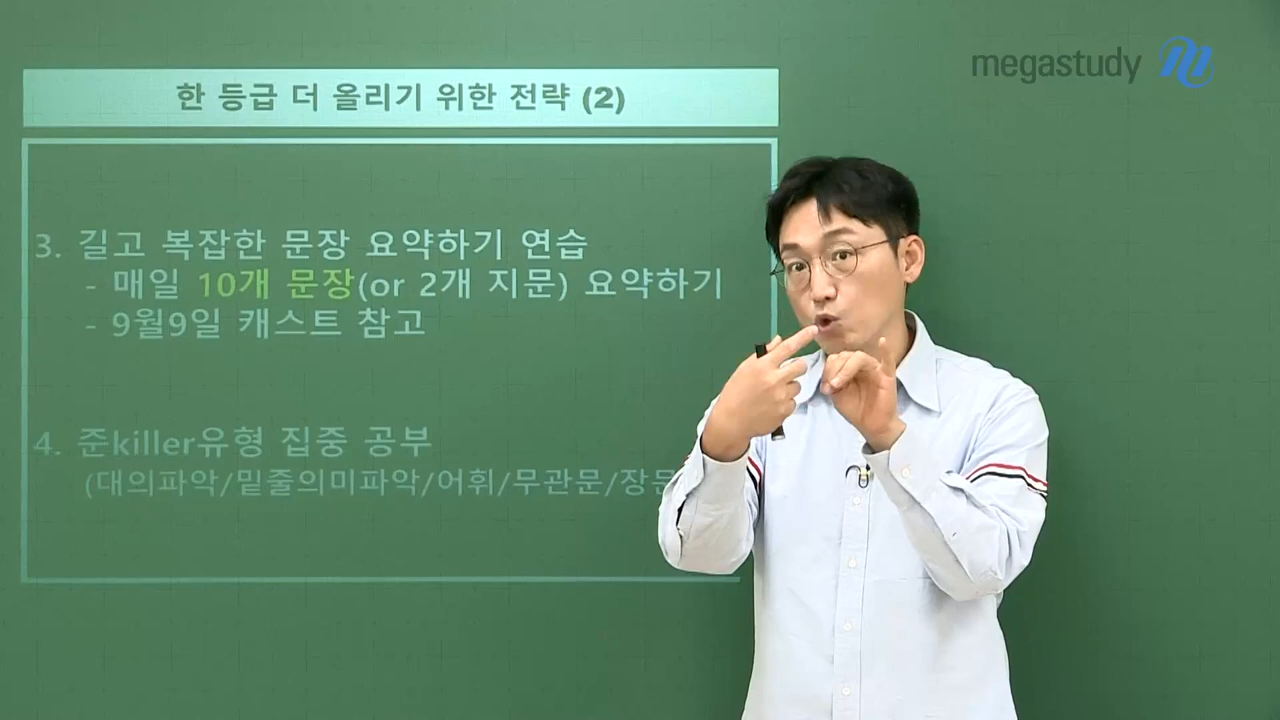 megastudy
한 등급 더 올리기 위한 전략 (2)
3. 길고 복잡한 문장 요약하기 연습
- 매일 10개 문장(or 2개 지문) 요약하기
- 9월9일 캐스트 참고
4. 준killer유형 집중 공부
(대의파악/밑줄의미파악/어휘/무관문/장문